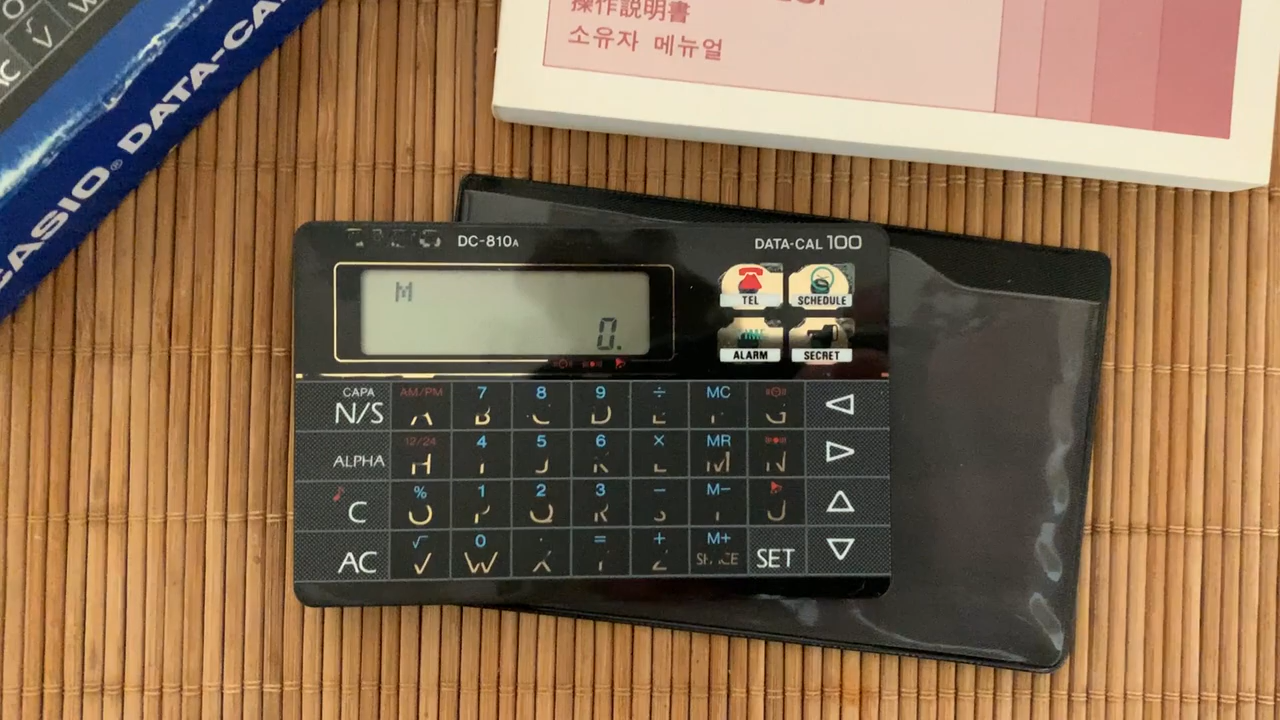 CASIO® DATA-CA
操作説明書
소유자 메뉴얼
DC-810A
DATA-CAL 100
M
0.
TEL
SCHEDULE
ALARM
SECRET
CAPA AM/PM 7 8 9 ÷ MC
N/S A B C D E F G
12/24 4 5 6 × MR
ALPHA H I J K L M N
% 1 2 3 − M−
C O P Q R S T U
√ 0 . = + M+
AC V W X Y Z SPACE SET